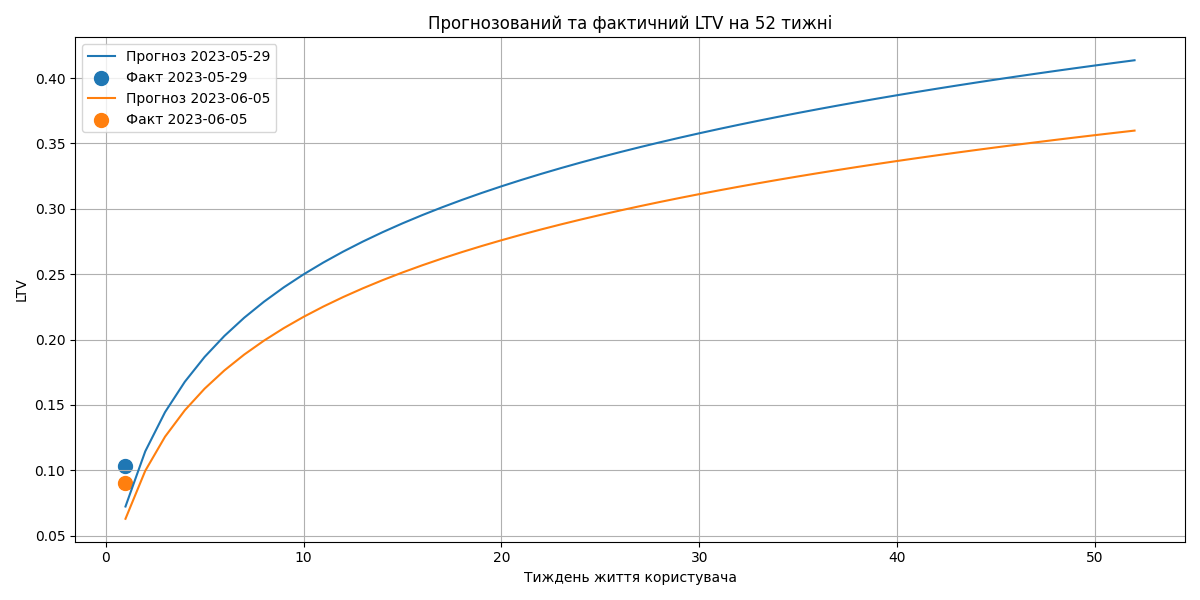 Прогнозований та фактичний LTV на 52 тижні
Прогноз 2023-05-29
Факт 2023-05-29
Прогноз 2023-06-05
Факт 2023-06-05
LTV
0.40
0.35
0.30
0.25
0.20
0.15
0.10
0.05
0 10 20 30 40 50
Тиждень життя користувача